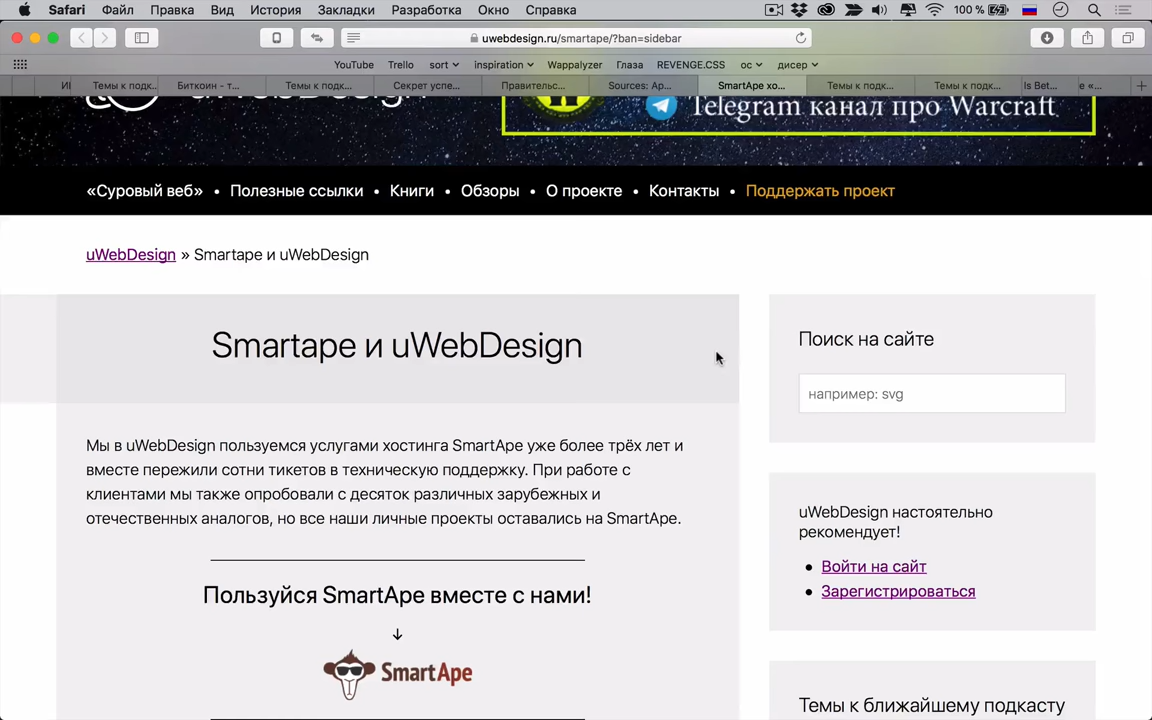 Safari Файл Правка Вид История Закладки Разработка Окно Справка 100 %
uwebdesign.ru/smartape/?ban=sidebar
YouTube Trello sort inspiration Wappalyzer Глаза REVENGE.CSS ос дисер
Темы к подк... Биткоин - т... Темы к подк... Секрет успе... Правительс... Sources: Ap... SmartApe хо... Темы к подк... Темы к подк... Is Bet...
Telegram канал про Warcraft
«Суровый веб» • Полезные ссылки • Книги • Обзоры • О проекте • Контакты • Поддержать проект
uWebDesign » Smartape и uWebDesign
Smartape и uWebDesign
Мы в uWebDesign пользуемся услугами хостинга SmartApe уже более трёх лет и
вместе пережили сотни тикетов в техническую поддержку. При работе с
клиентами мы также опробовали с десяток различных зарубежных и
отечественных аналогов, но все наши личные проекты оставались на SmartApe.
Пользуйся SmartApe вместе с нами!
↓
SmartApe
Поиск на сайте
например: svg
uWebDesign настоятельно
рекомендует!
• Войти на сайт
• Зарегистрироваться
Темы к ближайшему подкасту